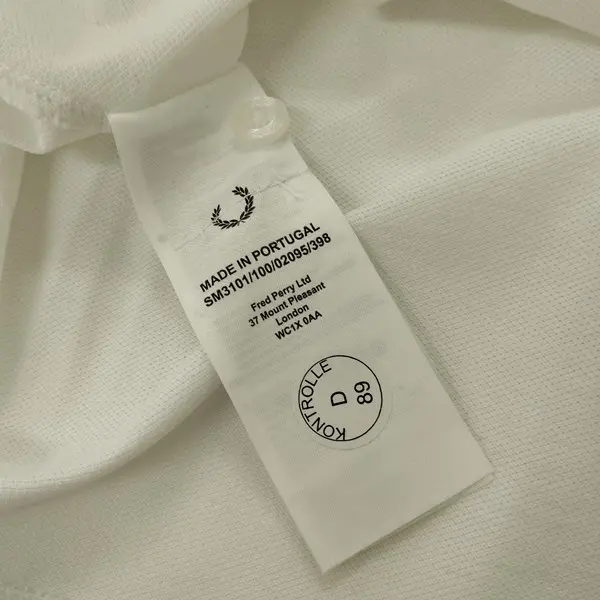 MADE IN PORTUGAL
SM3101/100/02095/398
Fred Perry Ltd
37 Mount Pleasant
London
WC1X 0AA
KONTROLLE
D
89